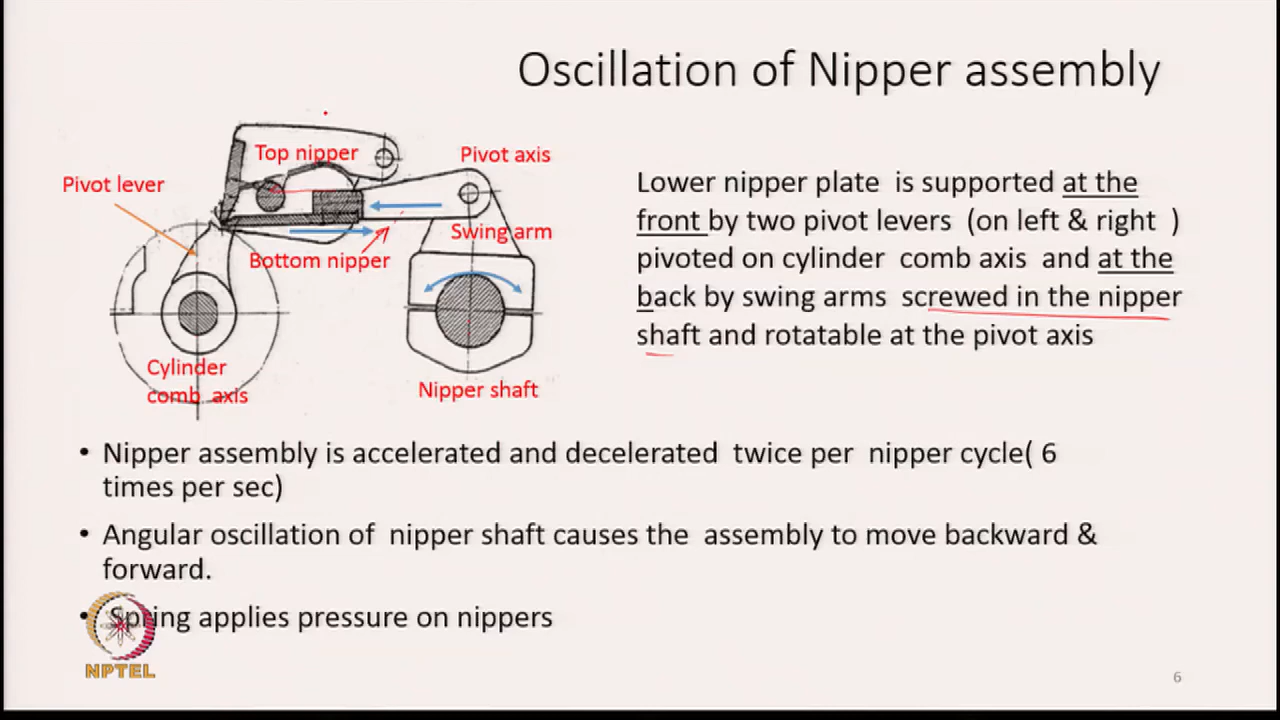 Oscillation of Nipper assembly
Top nipper
Pivot axis
Pivot lever
Swing arm
Bottom nipper
Cylinder
comb axis
Nipper shaft
Lower nipper plate is supported at the
front by two pivot levers (on left & right )
pivoted on cylinder comb axis and at the
back by swing arms screwed in the nipper
shaft and rotatable at the pivot axis
• Nipper assembly is accelerated and decelerated twice per nipper cycle( 6
times per sec)
• Angular oscillation of nipper shaft causes the assembly to move backward &
forward.
• Spring applies pressure on nippers
NPTEL
6